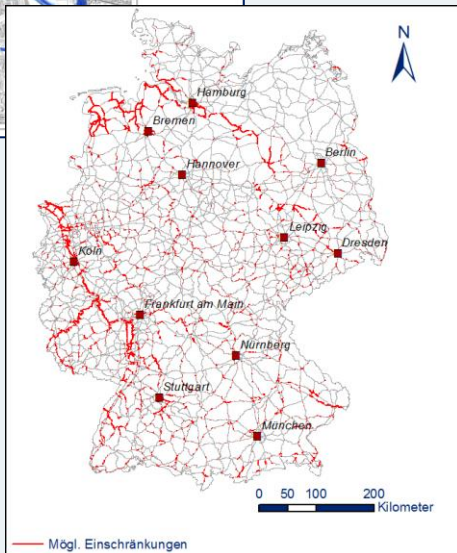 N
Hamburg
Bremen
Berlin
Hannover
Leipzig
Dresden
Köln
Frankfurt am Main
Nürnberg
Stuttgart
München
0 50 100 200
Kilometer
Mögl. Einschränkungen